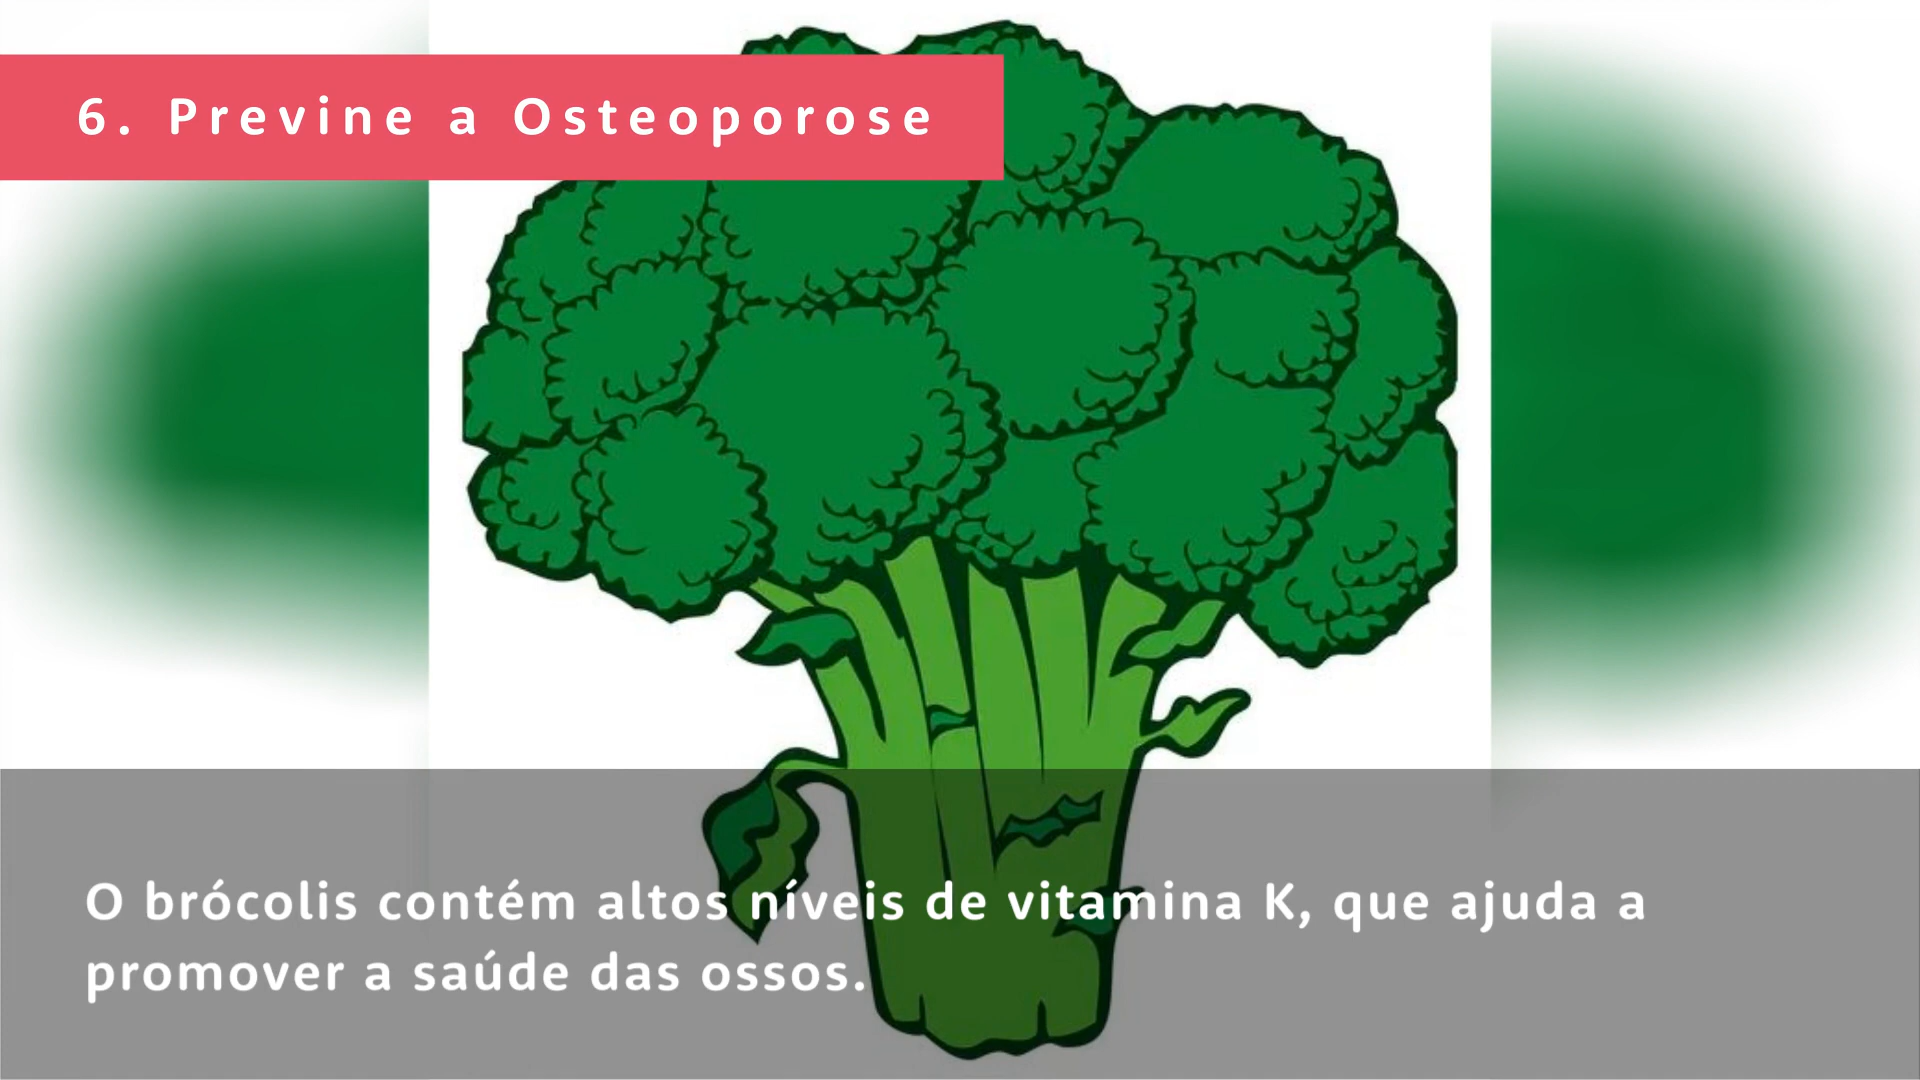 6. Previne a Osteoporose
O brócolis contém altos níveis de vitamina K, que ajuda a
promover a saúde das ossos.